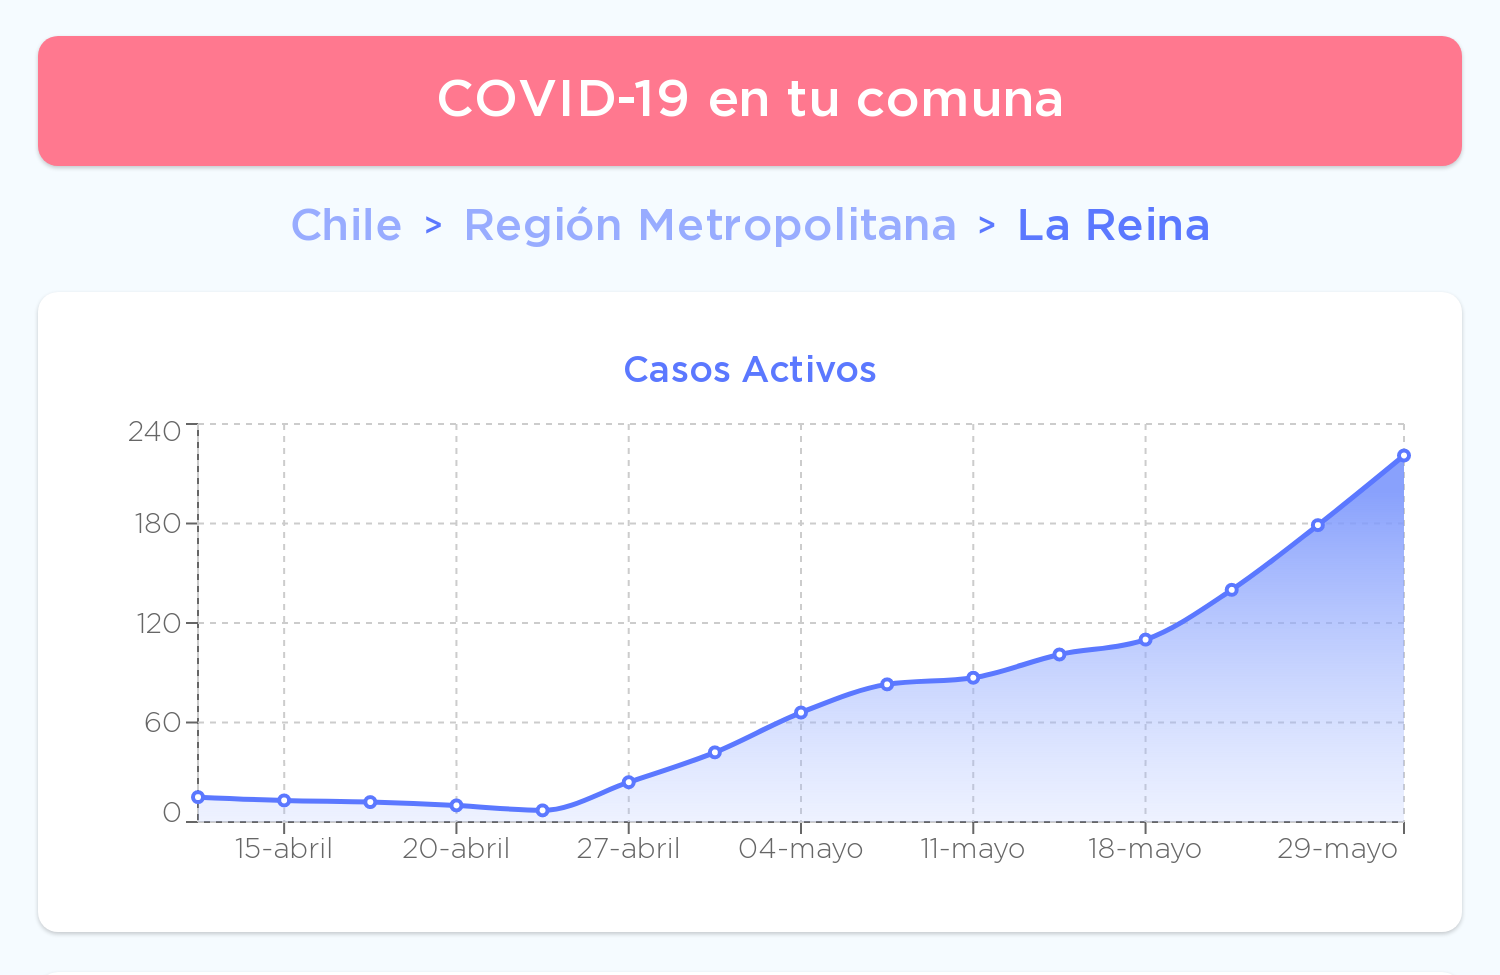 COVID-19 en tu comuna
Chile > Región Metropolitana > La Reina
Casos Activos
240
180
120
60
0
15-abril 20-abril 27-abril 04-mayo 11-mayo 18-mayo 29-mayo